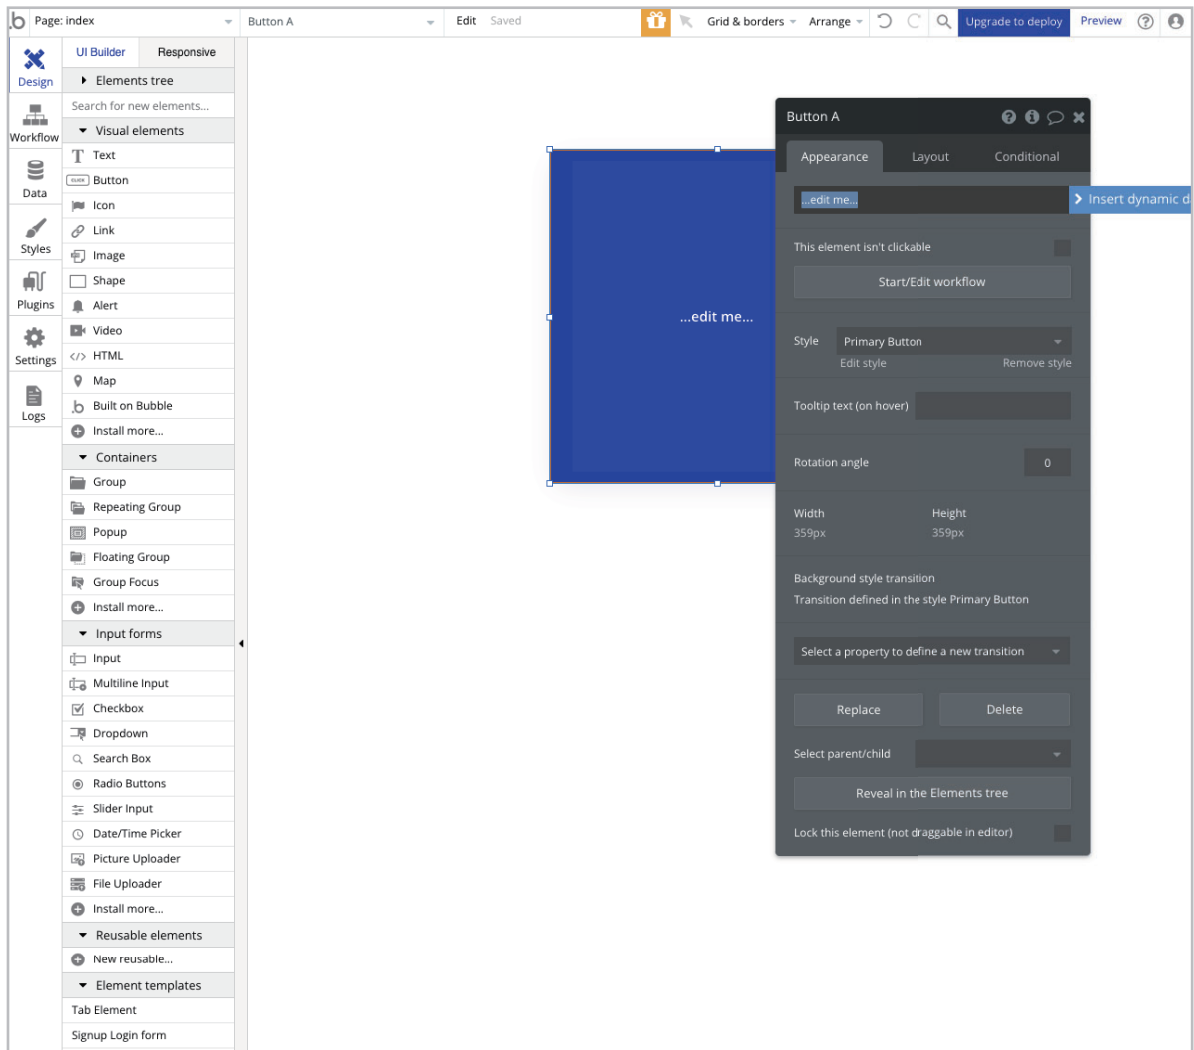 .b Page: index Button A Edit Saved Grid & borders Arrange Upgrade to deploy Preview ?
UI Builder Responsive
Design
Workflow
Data
Styles
Plugins
Settings
Logs
Elements tree
Search for new elements...
Visual elements
Text
CLICK Button
Icon
Link
Image
Shape
Alert
Video
</> HTML
Map
.b Built on Bubble
Install more...
Containers
Group
Repeating Group
Popup
Floating Group
Group Focus
Install more...
Input forms
Input
Multiline Input
Checkbox
Dropdown
Search Box
Radio Buttons
Slider Input
Date/Time Picker
Picture Uploader
File Uploader
Install more...
Reusable elements
New reusable...
Element templates
Tab Element
Signup Login form
...edit me...
Button A
Appearance Layout Conditional
...edit me... Insert dynamic d
This element isn't clickable
Start/Edit workflow
Style Primary Button
Edit style Remove style
Tooltip text (on hover)
Rotation angle 0
Width Height
359px 359px
Background style transition
Transition defined in the style Primary Button
Select a property to define a new transition
Replace Delete
Select parent/child
Reveal in the Elements tree
Lock this element (not draggable in editor)